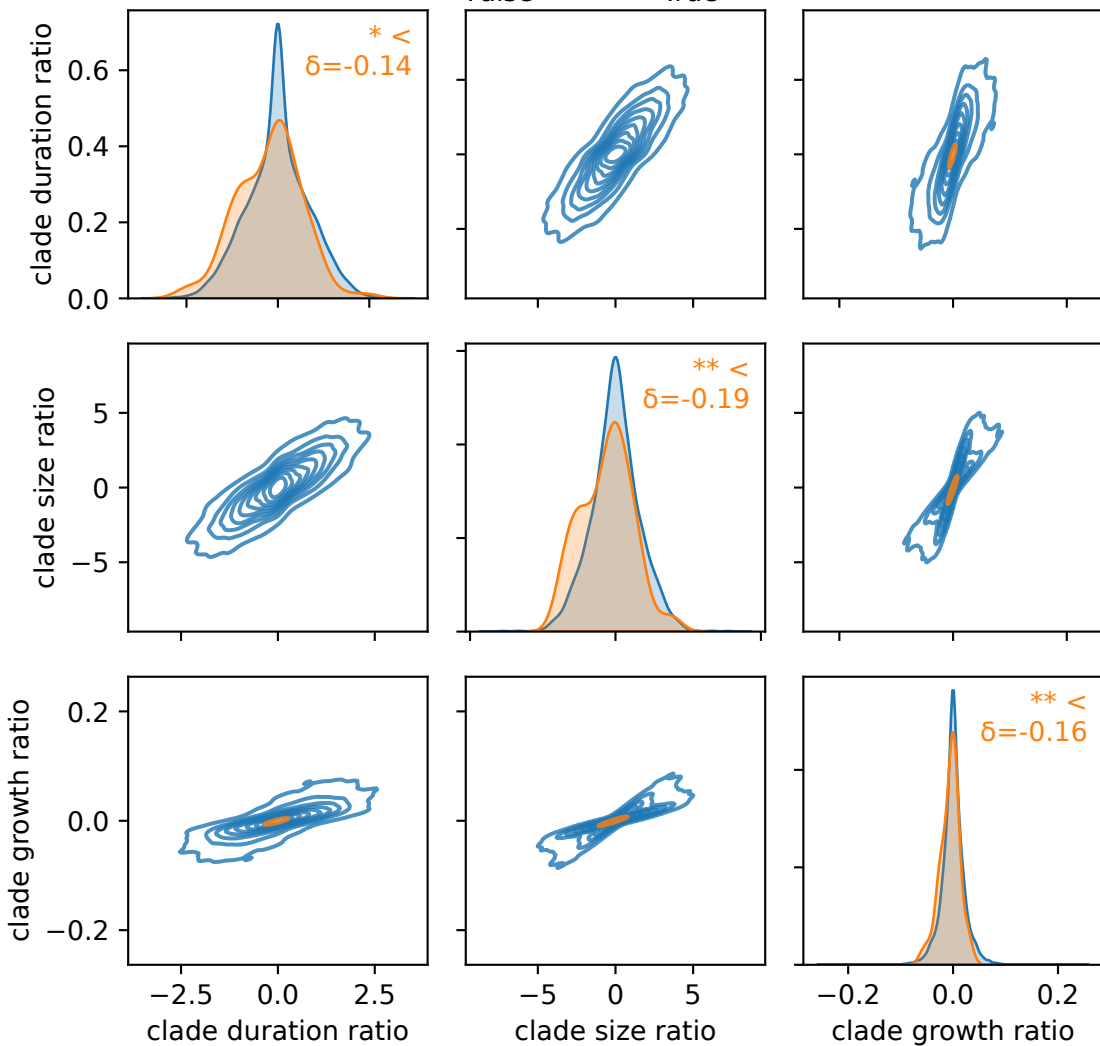 clade duration ratio
0.6
0.4
0.2
0.0
* <
δ=-0.14
clade size ratio
5
0
−5
** <
δ=-0.19
clade growth ratio
0.2
0.0
−0.2
** <
δ=-0.16
−2.5 0.0 2.5
clade duration ratio
−5 0 5
clade size ratio
−0.2 0.0 0.2
clade growth ratio